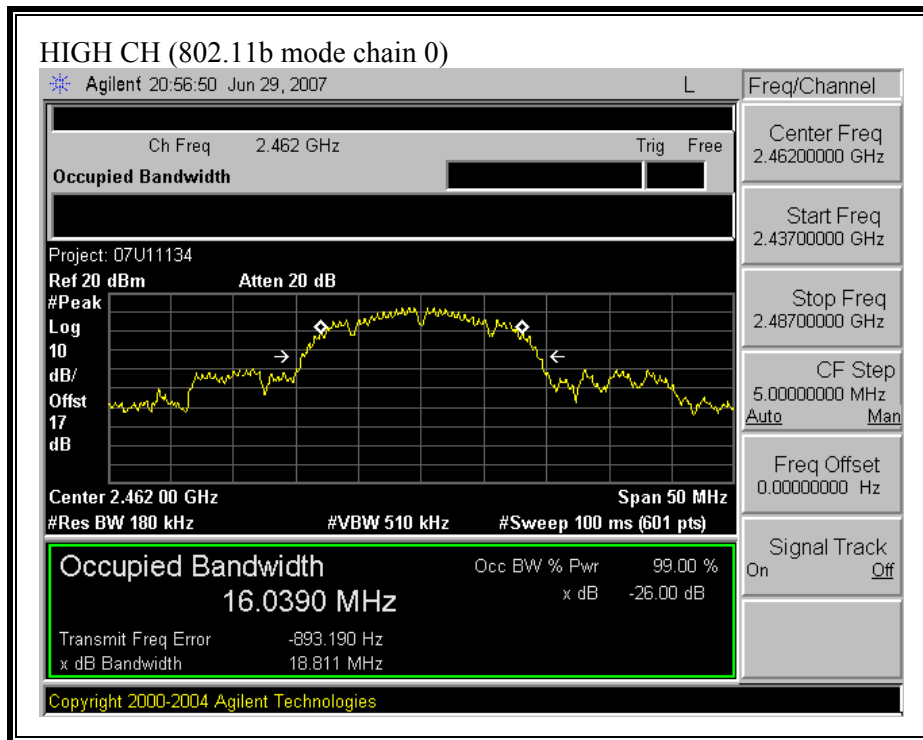 HIGH CH (802.11b mode chain 0)
Agilent 20:56:50 Jun 29, 2007 L
Freq/Channel
Ch Freq 2.462 GHz Trig Free
Occupied Bandwidth
Center Freq
2.46200000 GHz
Start Freq
2.43700000 GHz
Stop Freq
2.48700000 GHz
CF Step
5.00000000 MHz
Auto Man
Freq Offset
0.00000000 Hz
Signal Track
On Off
Project: 07U11134
Ref 20 dBm Atten 20 dB
#Peak
Log
10
dB/
Offst
17
dB
Center 2.462 00 GHz Span 50 MHz
#Res BW 180 kHz #VBW 510 kHz #Sweep 100 ms (601 pts)
Occupied Bandwidth Occ BW % Pwr 99.00 %
16.0390 MHz x dB -26.00 dB
Transmit Freq Error -893.190 Hz
x dB Bandwidth 18.811 MHz
Copyright 2000-2004 Agilent Technologies